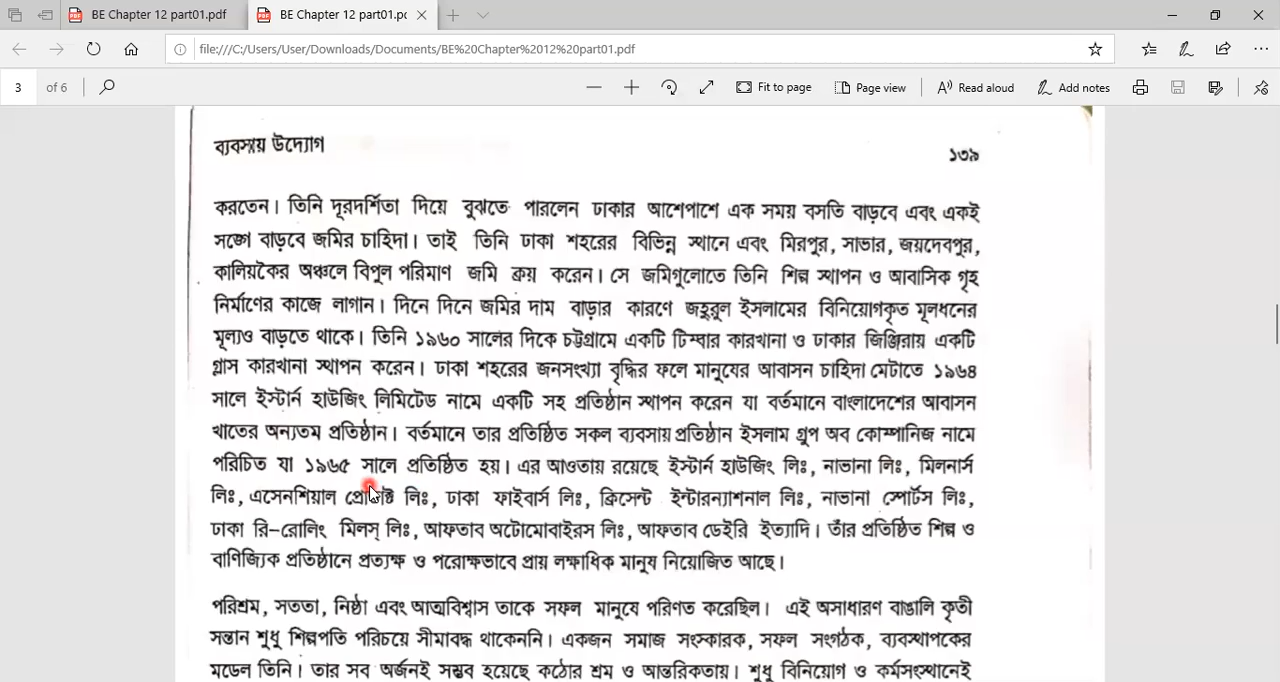 BE Chapter 12 part01.pdf
BE Chapter 12 part01.pc
file:///C:/Users/User/Downloads/Documents/BE%20Chapter%2012%20part01.pdf
3 of 6 Fit to page Page view Read aloud Add notes
ব্যবসায় উদ্যোগ ১৩৯
করতেন। তিনি দূরদর্শিতা দিয়ে বুঝতে পারলেন ঢাকার আশেপাশে এক সময় বসতি বাড়বে এবং একই
সঙ্গে বাড়বে জমির চাহিদা। তাই তিনি ঢাকা শহরের বিভিন্ন স্থানে এবং মিরপুর, সাভার, জয়দেবপুর,
কালিয়াকৈর অঞ্চলে বিপুল পরিমাণ জমি ক্রয় করেন। সে জমিগুলোতে তিনি শিল্প স্থাপন ও আবাসিক গৃহ
নির্মাণের কাজে লাগান। দিনে দিনে জমির দাম বাড়ার কারণে জহুরুল ইসলামের বিনিয়োগকৃত মূলধনের
মূল্যও বাড়তে থাকে। তিনি ১৯৬০ সালের দিকে চট্টগ্রামে একটি টিম্বার কারখানা ও ঢাকার জিঞ্জিরায় একটি
গ্লাস কারখানা স্থাপন করেন। ঢাকা শহরের জনসংখ্যা বৃদ্ধির ফলে মানুষের আবাসন চাহিদা মেটাতে ১৯৬৪
সালে ইস্টার্ন হাউজিং লিমিটেড নামে একটি সহ প্রতিষ্ঠান স্থাপন করেন যা বর্তমানে বাংলাদেশের আবাসন
খাতের অন্যতম প্রতিষ্ঠান। বর্তমানে তার প্রতিষ্ঠিত সকল ব্যবসায় প্রতিষ্ঠান ইসলাম গ্রুপ অব কোম্পানিজ নামে
পরিচিত যা ১৯৬৫ সালে প্রতিষ্ঠিত হয়। এর আওতায় রয়েছে ইস্টার্ন হাউজিং লিঃ, নাভানা লিঃ, মিলনার্স
লিঃ, এসেনশিয়াল লিঃ, ঢাকা ফাইবার্স লিঃ, ক্রিসেন্ট ইন্টারন্যাশনাল লিঃ, নাভানা স্পোর্টস লিঃ,
ঢাকা রি-রোলিং মিলস্ লিঃ, আফতাব অটোমোবাইরস লিঃ, আফতাব ডেইরি ইত্যাদি। তাঁর প্রতিষ্ঠিত শিল্প ও
বাণিজ্যিক প্রতিষ্ঠানে প্রত্যক্ষ ও পরোক্ষভাবে প্রায় লক্ষাধিক মানুষ নিয়োজিত আছে।
পরিশ্রম, সততা, নিষ্ঠা এবং আত্মবিশ্বাস তাকে সফল মানুষে পরিণত করেছিল। এই অসাধারণ বাঙালি কৃতী
সন্তান শুধু শিল্পপতি পরিচয়ে সীমাবদ্ধ থাকেননি। একজন সমাজ সংস্কারক, সফল সংগঠক, ব্যবস্থাপকের
মডেল তিনি। তার সব অর্জনই সম্ভব হয়েছে কঠোর শ্রম ও আন্তরিকতায়। শুধু বিনিয়োগ ও কর্মসংস্থানেই